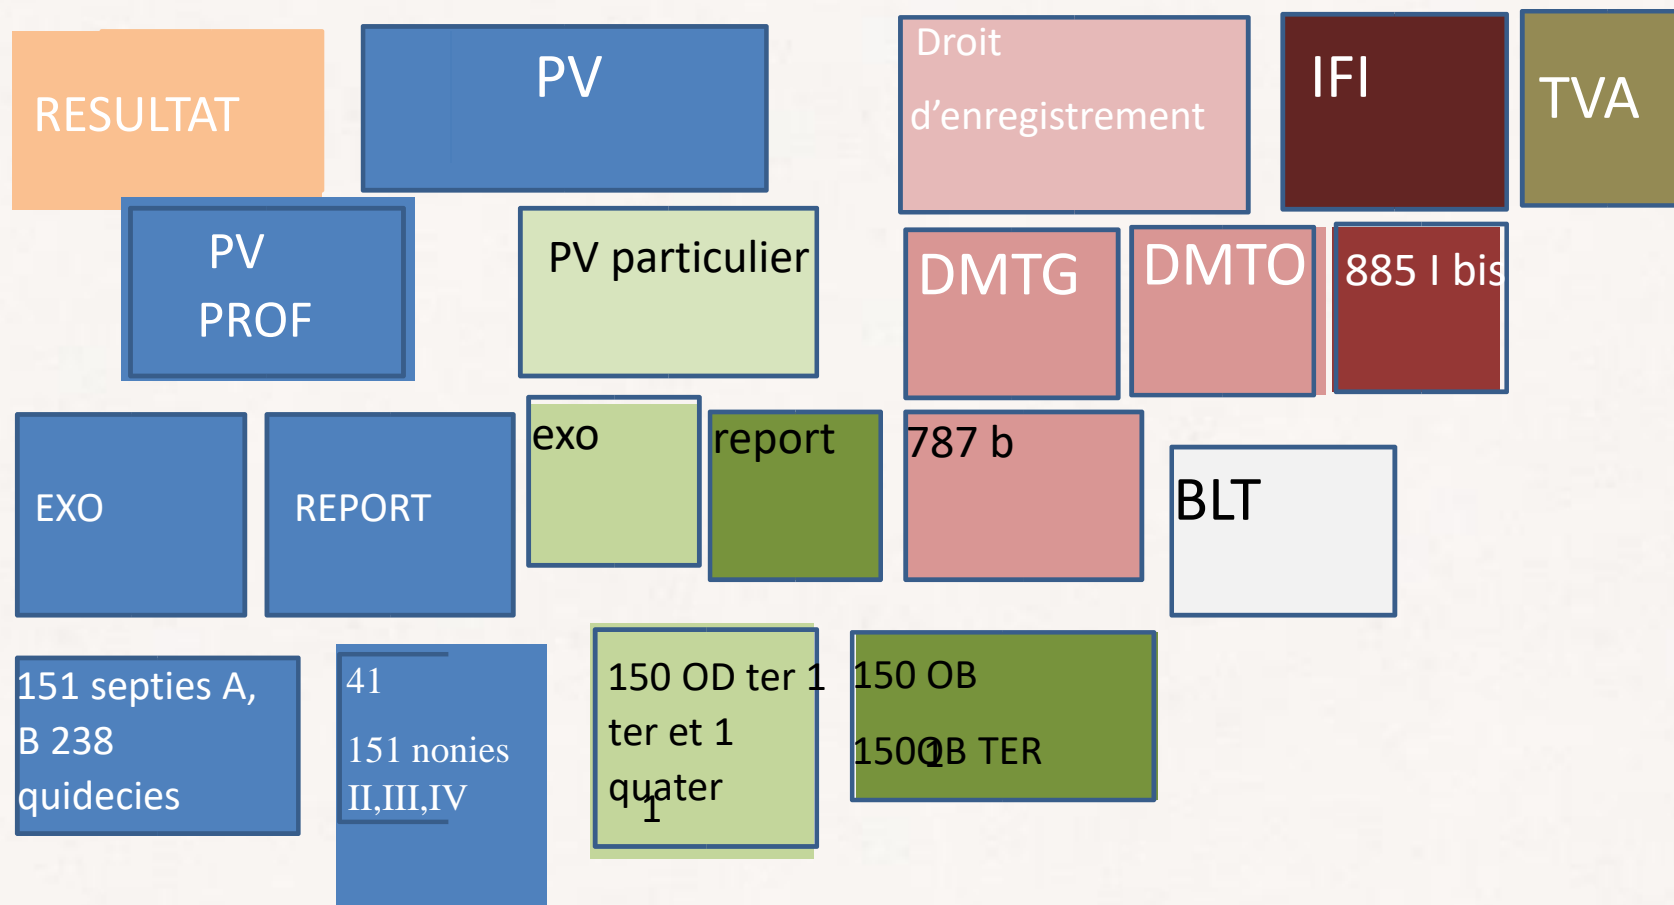 RESULTAT
PV
Droit
d’enregistrement
IFI
TVA
PV
PROF
PV particulier
DMTG
DMTO
885 I bis
EXO
REPORT
exo
report
787 b
BLT
151 septies A,
B 238
quidecies
41
151 nonies
II,III,IV
150 OD ter 1
ter et 1
quater
1
150 OB
150 OB TER
1